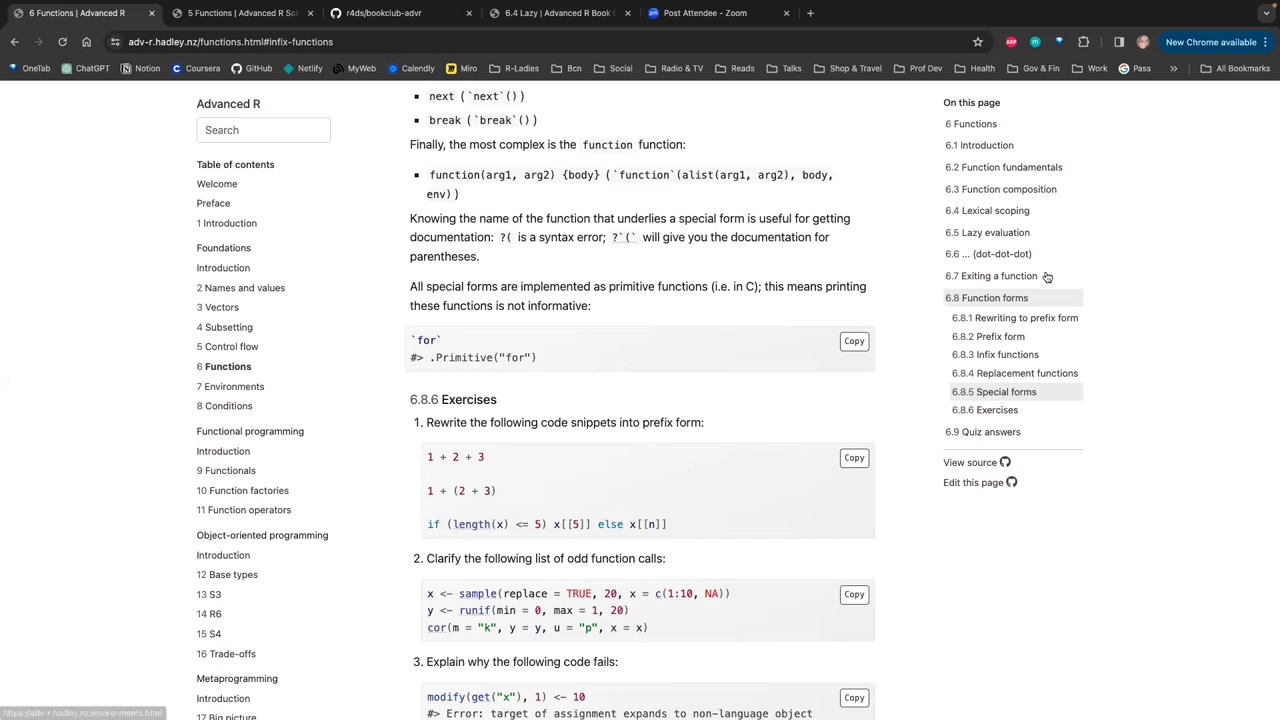 6 Functions | Advanced R
5 Functions | Advanced R Sol
r4ds/bookclub-advr
6.4 Lazy | Advanced R Book C
Post Attendee - Zoom
adv-r.hadley.nz/functions.html#infix-functions
New Chrome available
OneTab
ChatGPT
Notion
Coursera
GitHub
Netlify
MyWeb
Calendly
Miro
R-Ladies
Bcn
Social
Radio & TV
Reads
Talks
Shop & Travel
Prof Dev
Health
Gov & Fin
Work
Pass
All Bookmarks
Advanced R
Search
Table of contents
Welcome
Preface
1 Introduction
Foundations
Introduction
2 Names and values
3 Vectors
4 Subsetting
5 Control flow
6 Functions
7 Environments
8 Conditions
Functional programming
Introduction
9 Functionals
10 Function factories
11 Function operators
Object-oriented programming
Introduction
12 Base types
13 S3
14 R6
15 S4
16 Trade-offs
Metaprogramming
Introduction
17 Big picture
https://adv-r.hadley.nz/environments.html
next (`next`())
break (`break`())
Finally, the most complex is the function function:
function(arg1, arg2) {body} (`function`(alist(arg1, arg2), body,
env))
Knowing the name of the function that underlies a special form is useful for getting
documentation: ?( is a syntax error; ?`(` will give you the documentation for
parentheses.
All special forms are implemented as primitive functions (i.e. in C); this means printing
these functions is not informative:
`for`
#> .Primitive("for")
Copy
6.8.6 Exercises
1. Rewrite the following code snippets into prefix form:
1 + 2 + 3
1 + (2 + 3)
if (length(x) <= 5) x[[5]] else x[[n]]
Copy
2. Clarify the following list of odd function calls:
x <- sample(replace = TRUE, 20, x = c(1:10, NA))
y <- runif(min = 0, max = 1, 20)
cor(m = "k", y = y, u = "p", x = x)
Copy
3. Explain why the following code fails:
modify(get("x"), 1) <- 10
#> Error: target of assignment expands to non-language object
Copy
On this page
6 Functions
6.1 Introduction
6.2 Function fundamentals
6.3 Function composition
6.4 Lexical scoping
6.5 Lazy evaluation
6.6 ... (dot-dot-dot)
6.7 Exiting a function
6.8 Function forms
6.8.1 Rewriting to prefix form
6.8.2 Prefix form
6.8.3 Infix functions
6.8.4 Replacement functions
6.8.5 Special forms
6.8.6 Exercises
6.9 Quiz answers
View source
Edit this page